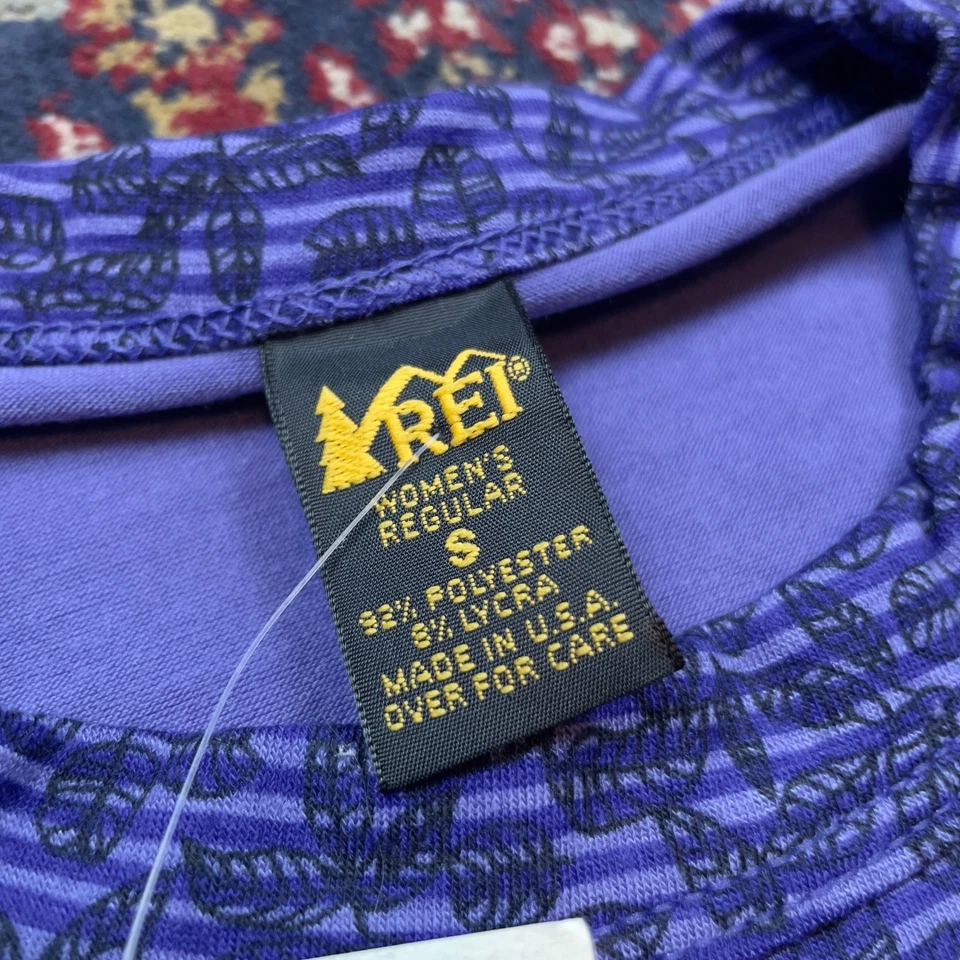 REI®
WOMEN'S
REGULAR
S
92% POLYESTER
8% LYCRA
MADE IN U.S.A.
OVER FOR CARE